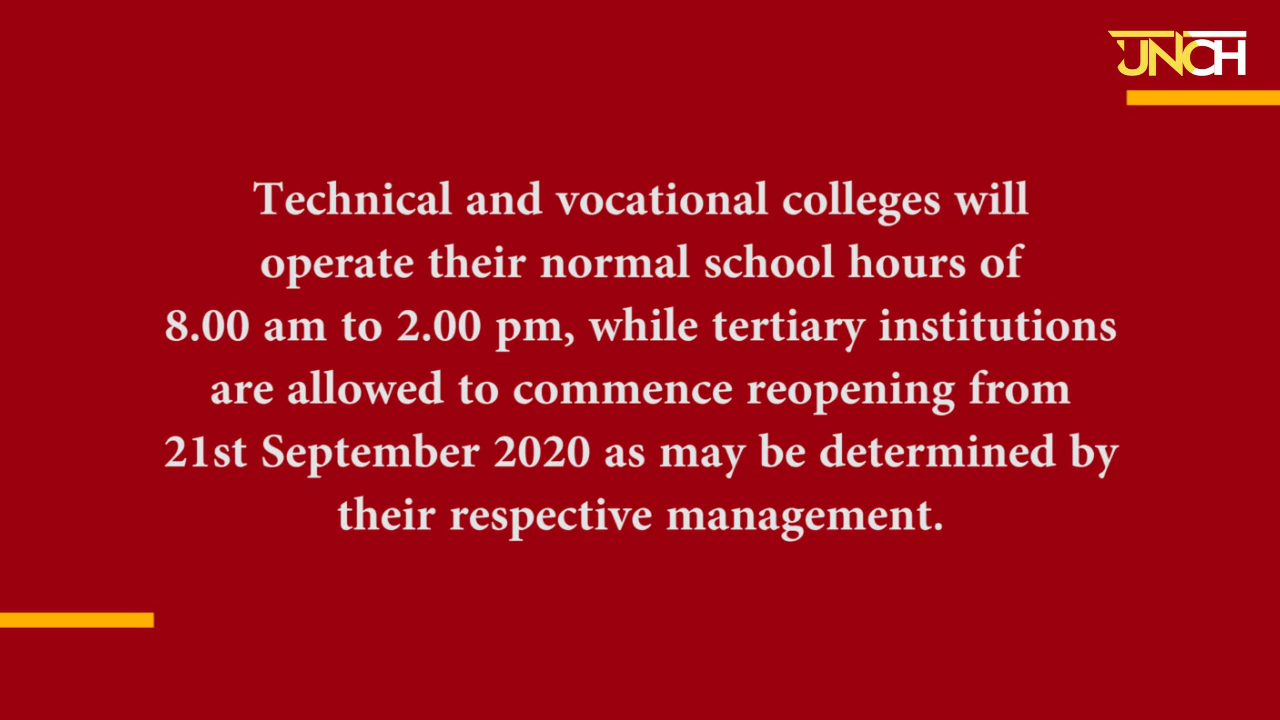 JNCH
Technical and vocational colleges will
operate their normal school hours of
8.00 am to 2.00 pm, while tertiary institutions
are allowed to commence reopening from
21st September 2020 as may be determined by
their respective management.